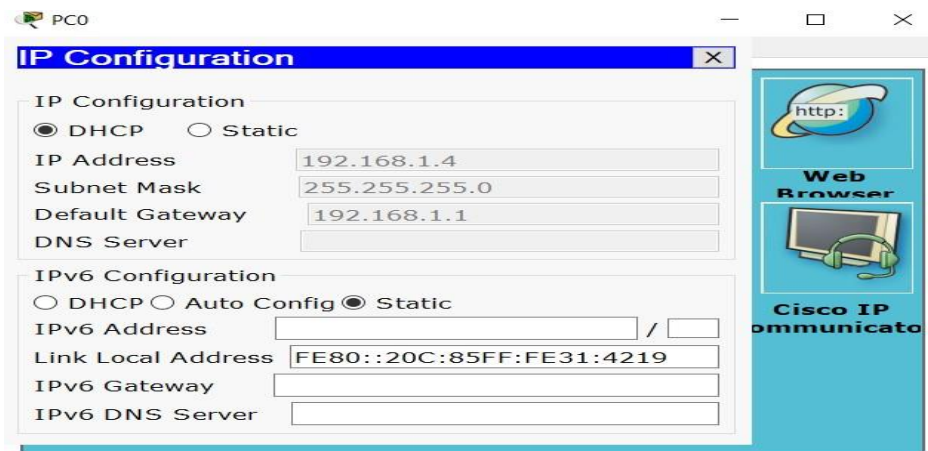 PC0
IP Configuration
X
IP Configuration
DHCP Static
IP Address 192.168.1.4
Subnet Mask 255.255.255.0
Default Gateway 192.168.1.1
DNS Server
IPv6 Configuration
DHCP Auto Config Static
IPv6 Address /
Link Local Address FE80::20C:85FF:FE31:4219
IPv6 Gateway
IPv6 DNS Server
http:
Web
Browser
Cisco IP
ommunicato